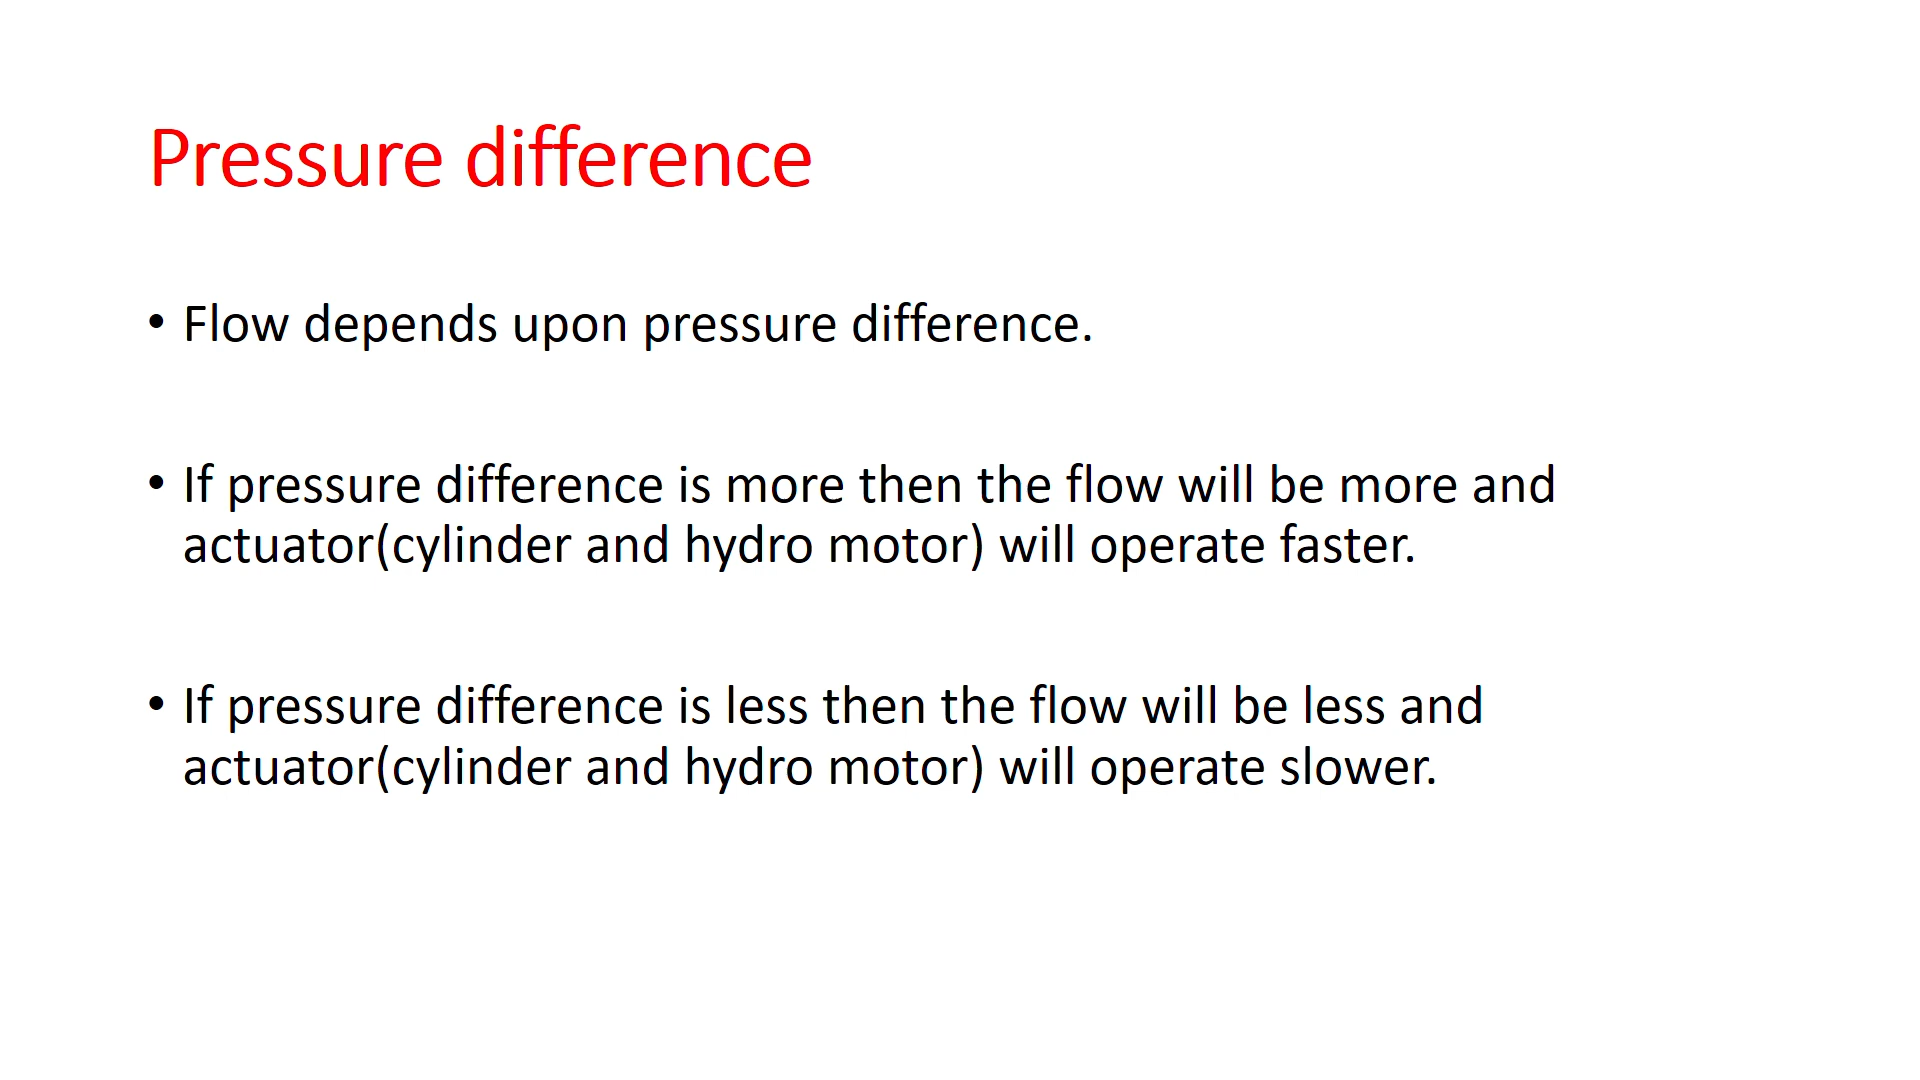 Pressure difference
• Flow depends upon pressure difference.
• If pressure difference is more then the flow will be more and
actuator(cylinder and hydro motor) will operate faster.
• If pressure difference is less then the flow will be less and
actuator(cylinder and hydro motor) will operate slower.